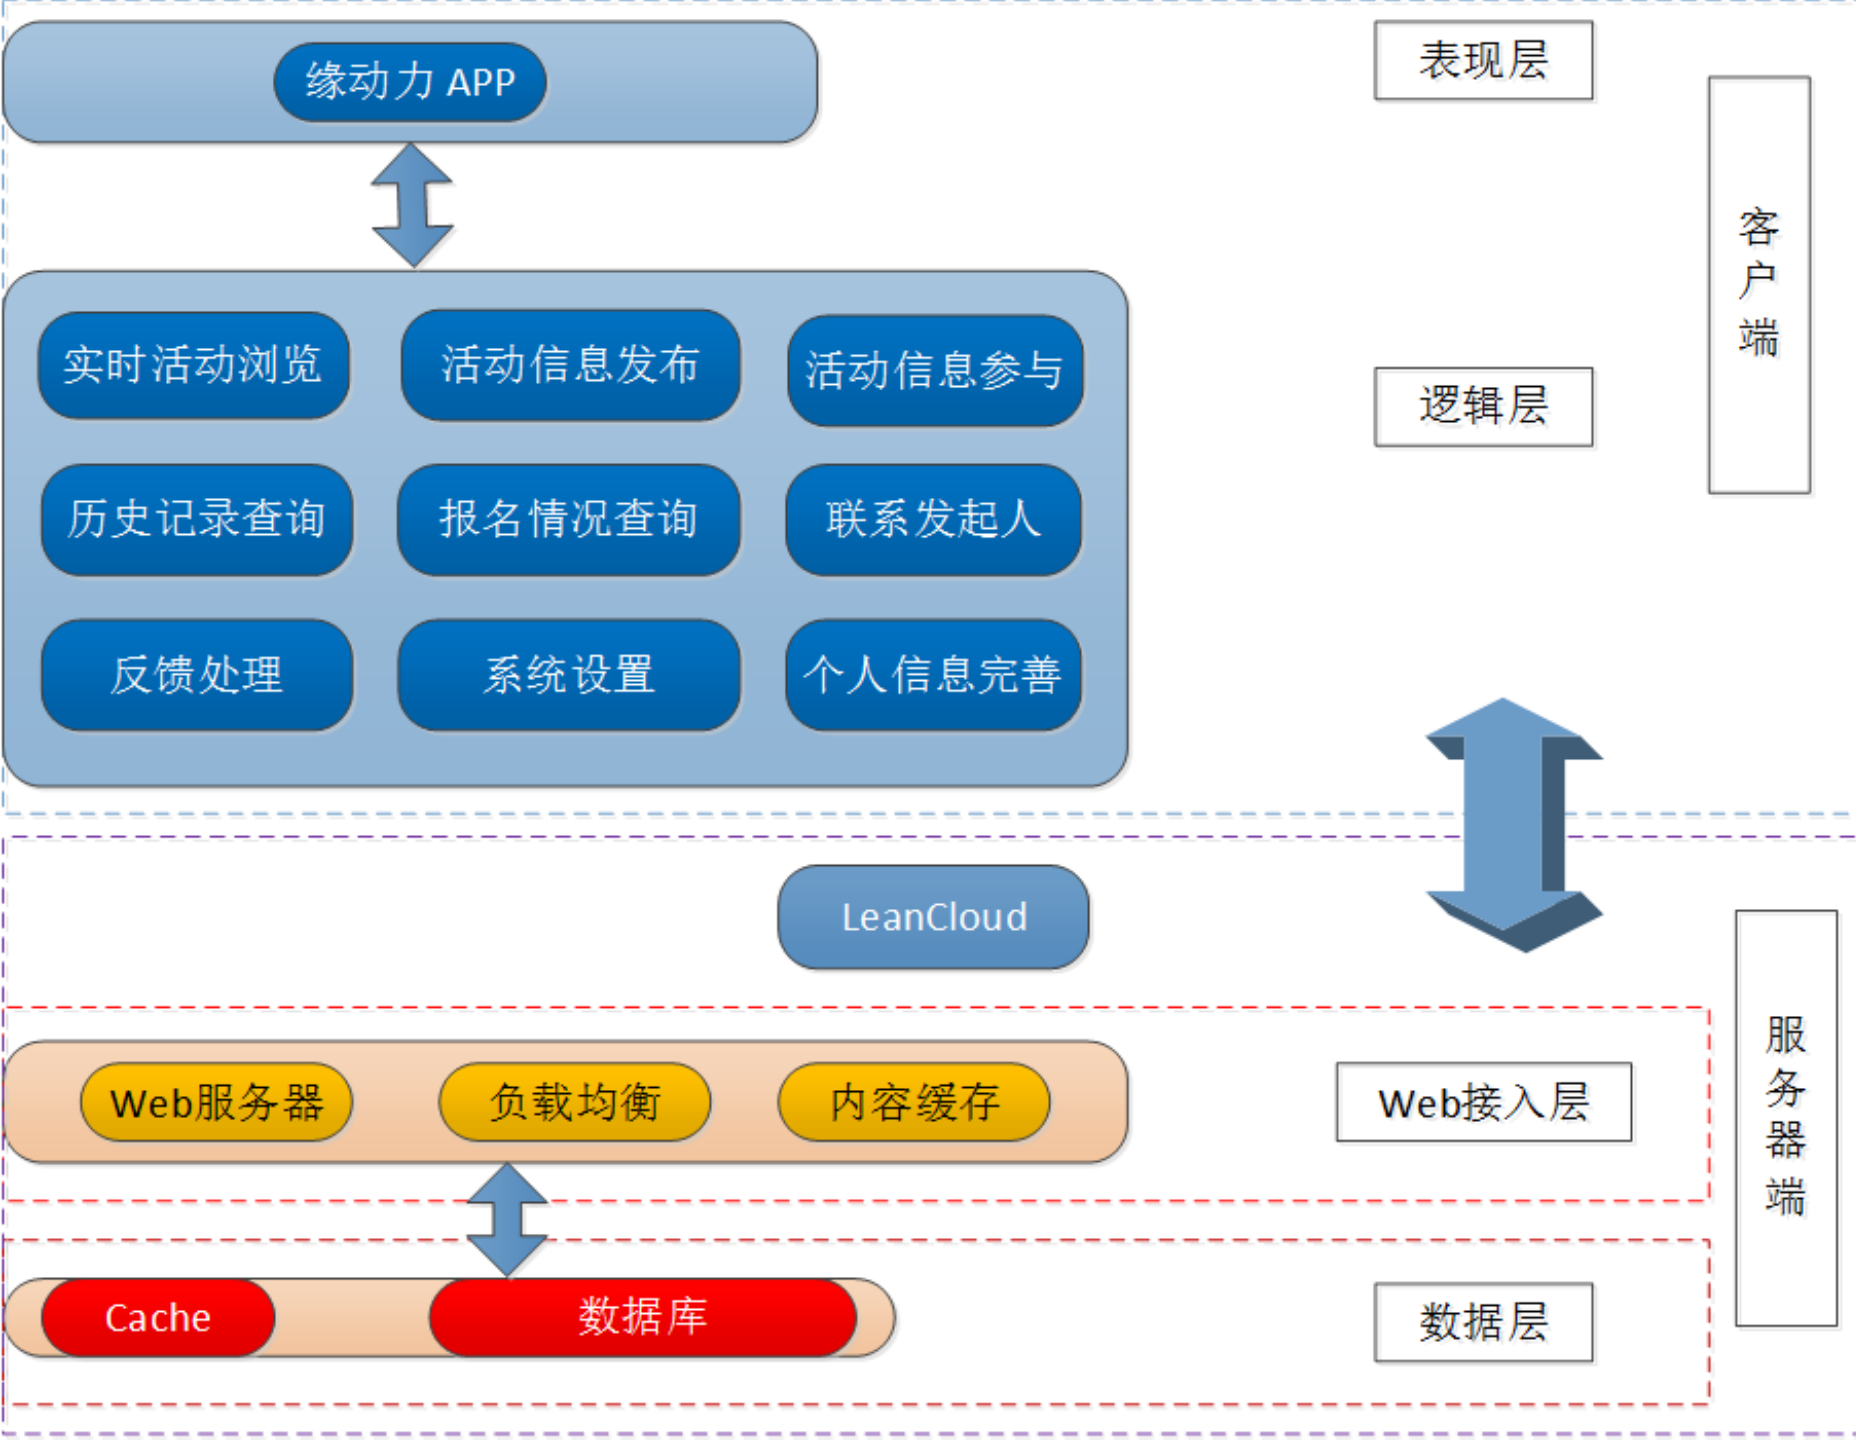 缘动力 APP
表现层
客户端
实时活动浏览
活动信息发布
活动信息参与
逻辑层
历史记录查询
报名情况查询
联系发起人
反馈处理
系统设置
个人信息完善
LeanCloud
服务器端
Web服务器
负载均衡
内容缓存
Web接入层
Cache
数据库
数据层